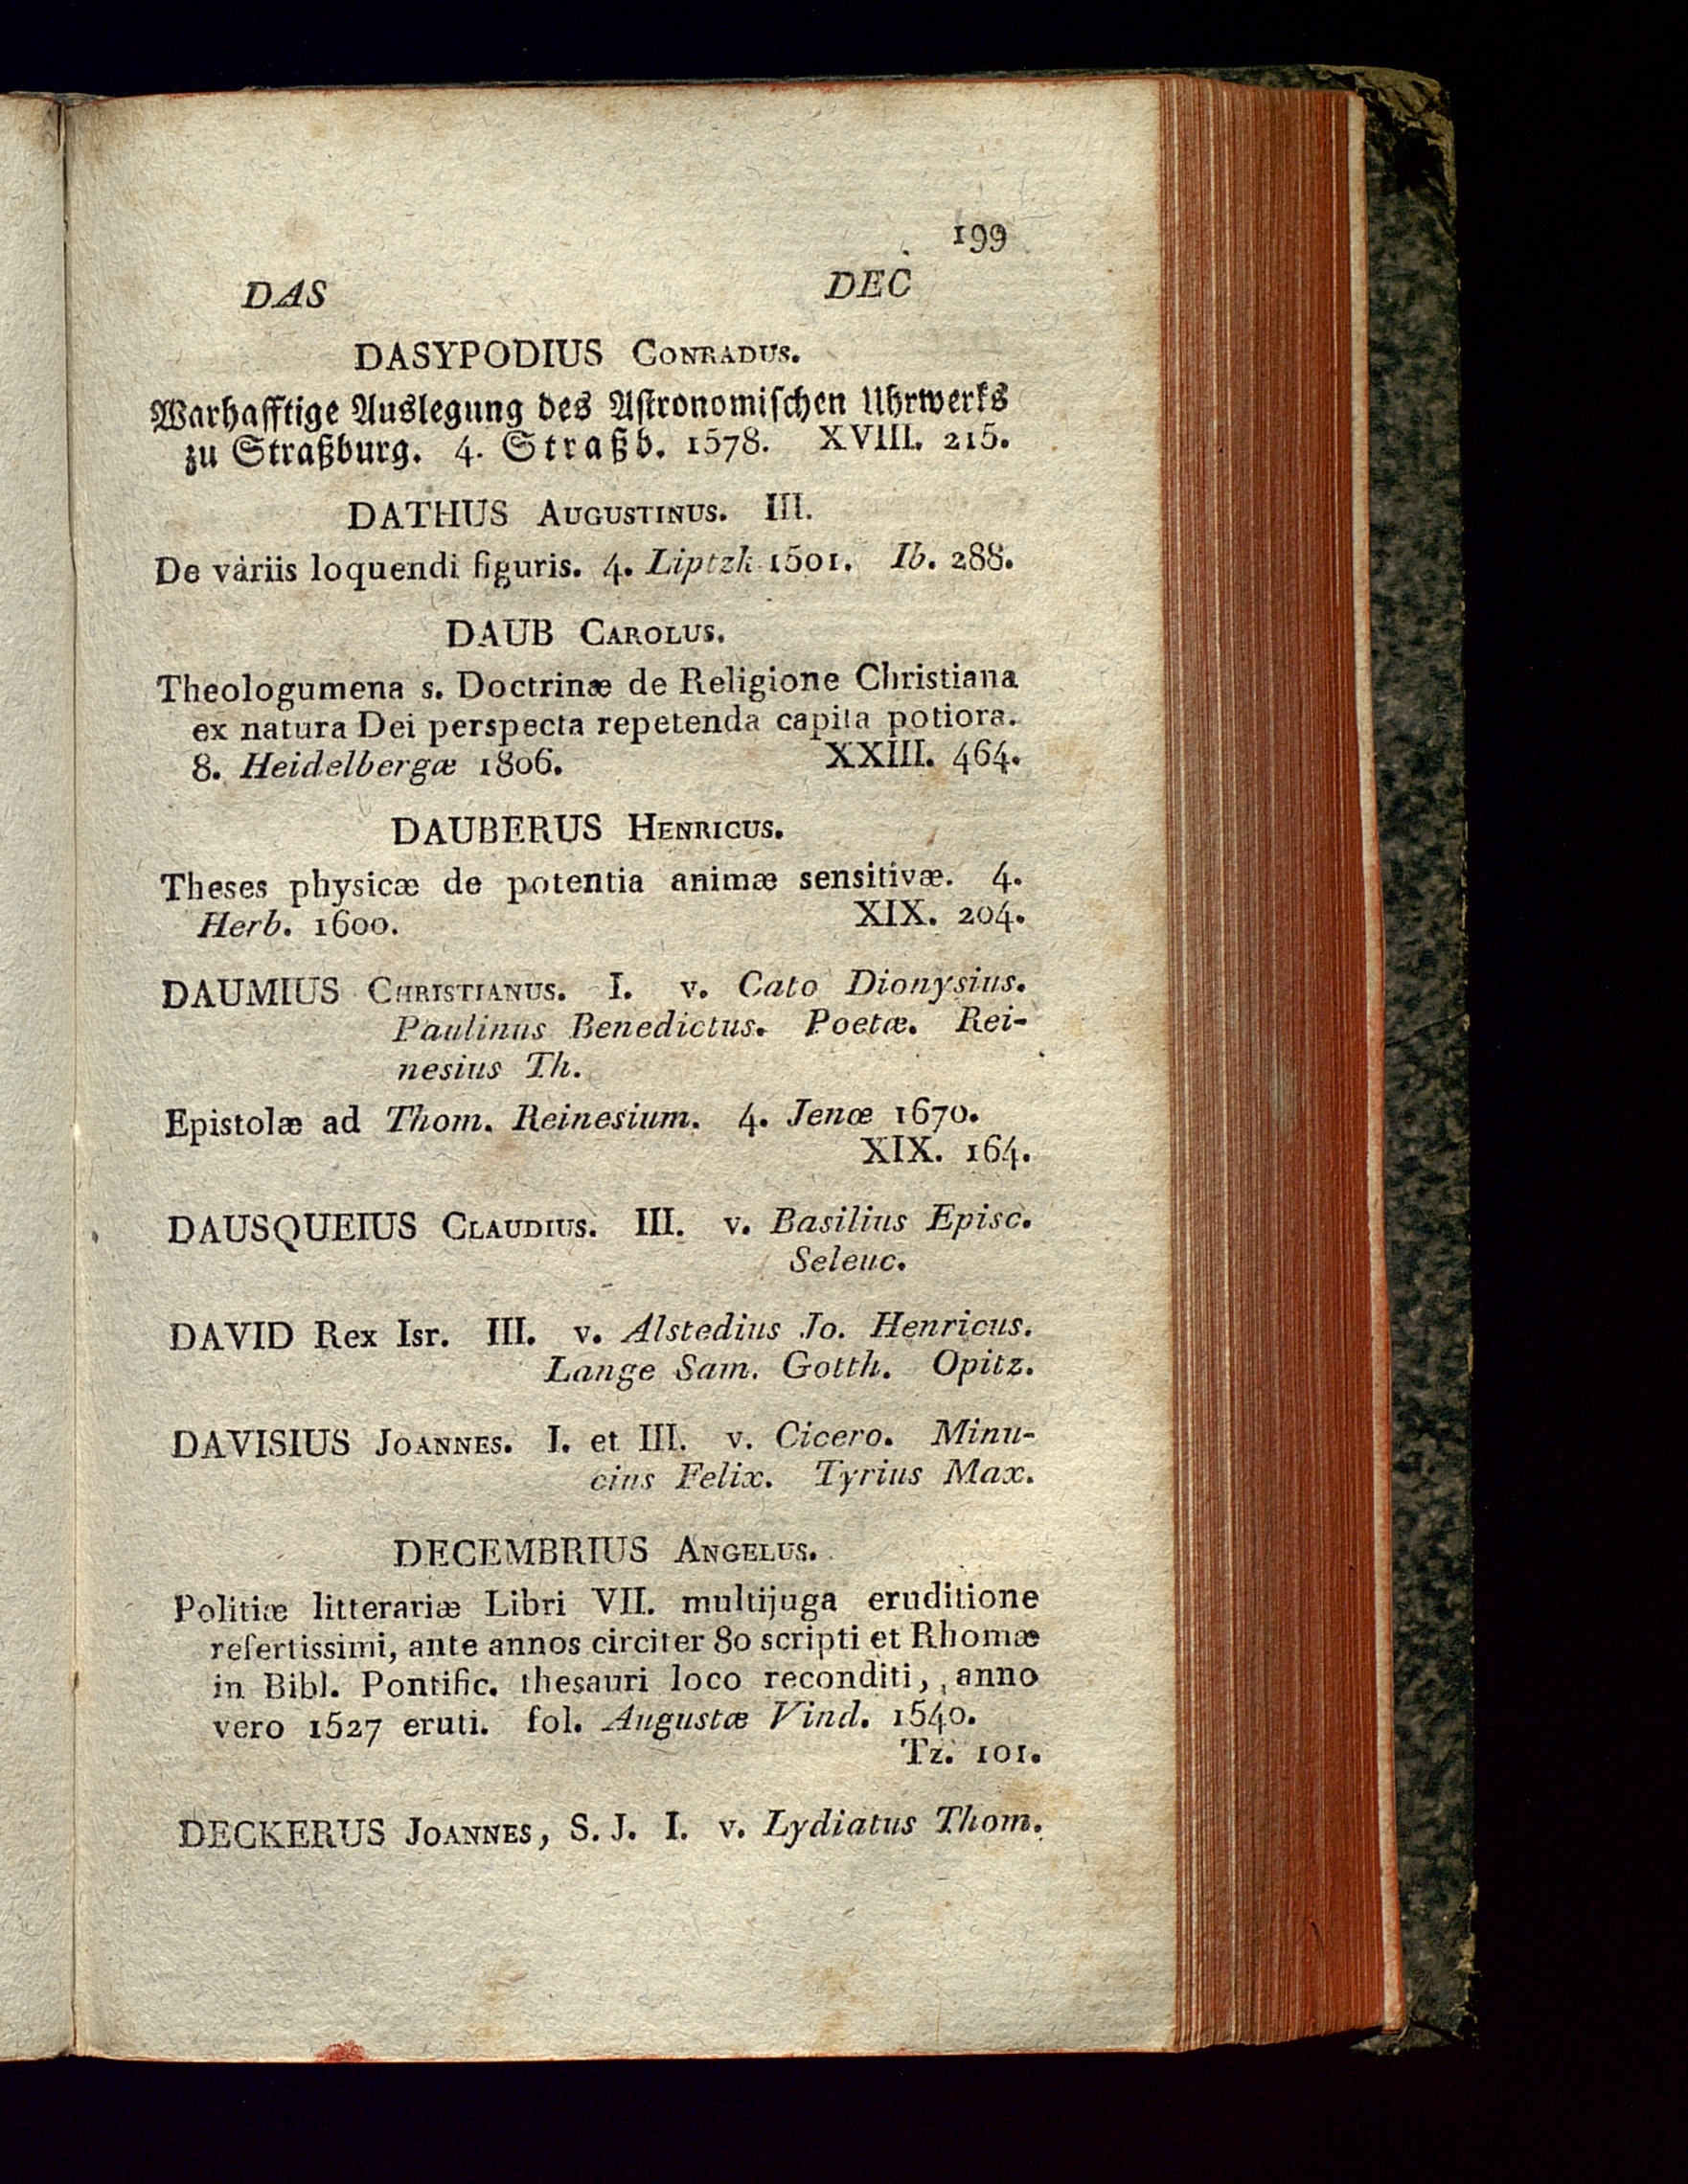 199
DAS DEC
DASYPODIUS CONRADUS.
Warhafftige Auslegung des Aſtronomiſchen Uhrwerks
zu Straßburg. 4. Straßb. 1578. XVIII. 215.
DATHUS AUGUSTINUS. III.
De variis loquendi figuris. 4. Liptzk 1501. Ib. 288.
DAUB CAROLUS.
Theologumena s. Doctrinæ de Religione Christiana
ex natura Dei perspecta repetenda capita potiora.
8. Heidelbergæ 1806. XXIII. 464.
DAUBERUS HENRICUS.
Theses physicæ de potentia animæ sensitivæ. 4.
Herb. 1600. XIX. 204.
DAUMIUS CHRISTIANUS. I. v. Cato Dionysius.
Paulinus Benedictus. Poetæ. Rei-
nesius Th.
Epistolæ ad Thom. Reinesium. 4. Jenæ 1670.
XIX. 164.
DAUSQUEIUS CLAUDIUS. III. v. Basilius Episc.
Seleuc.
DAVID Rex Isr. III. v. Alstedius Jo. Henricus.
Lange Sam. Gotth. Opitz.
DAVISIUS JOANNES. I. et III. v. Cicero. Minu-
cius Felix. Tyrius Max.
DECEMBRIUS ANGELUS.
Politiæ litterariæ Libri VII. multijuga eruditione
refertissimi, ante annos circiter 80 scripti et Rhomæ
in Bibl. Pontific. thesauri loco reconditi, anno
vero 1527 eruti. fol. Augustæ Vind. 1540.
Tz. 101.
DECKERUS JOANNES, S. J. I. v. Lydiatus Thom.